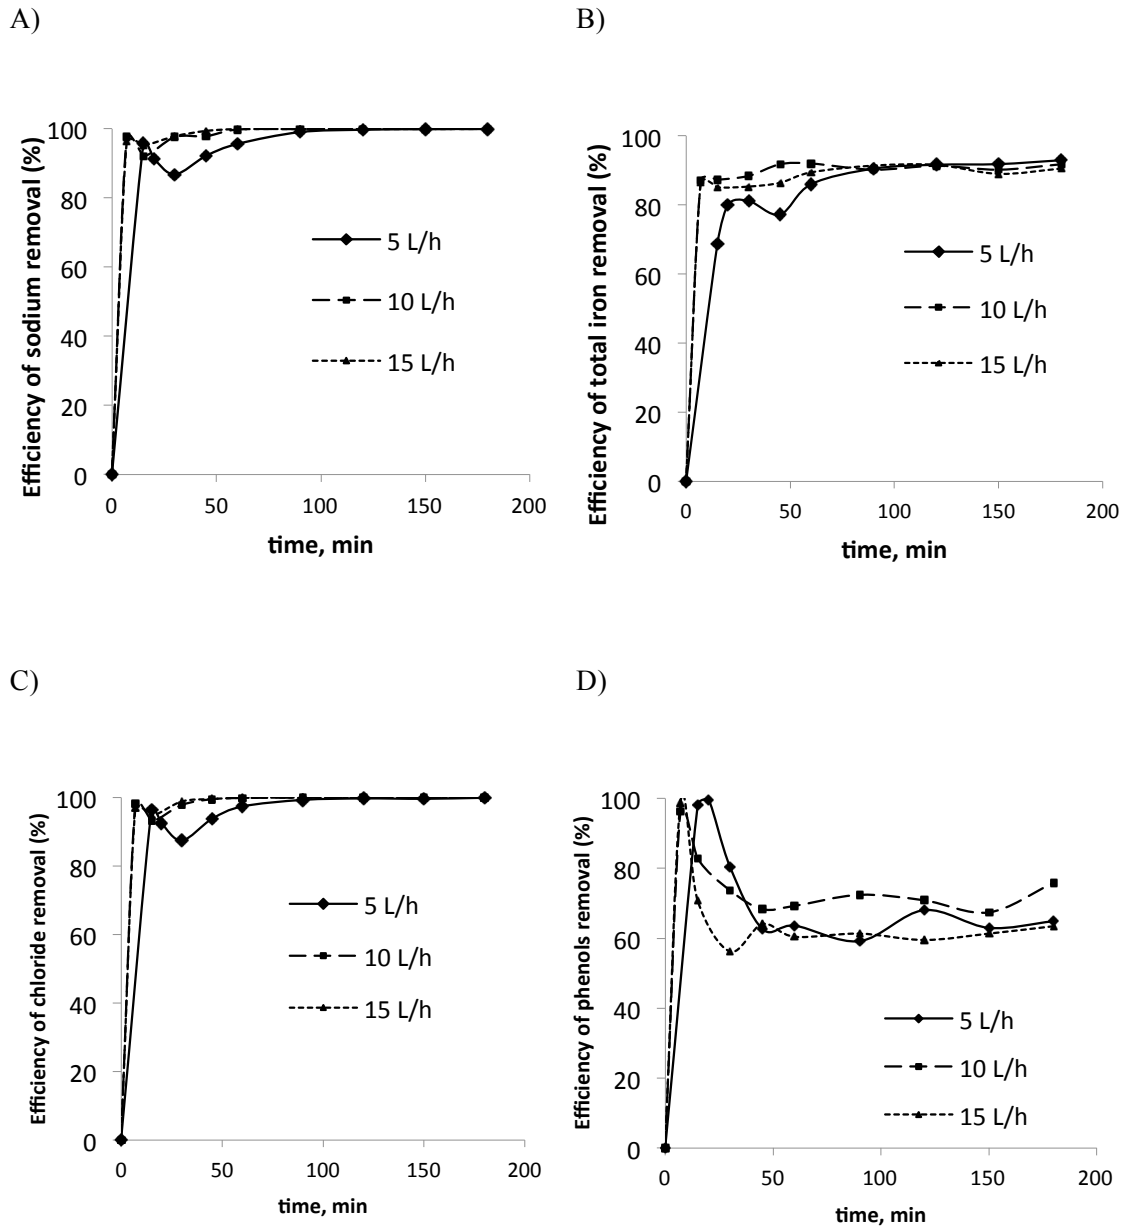 A)
Efficiency of sodium removal (%)
100
80
60
40
20
0
5 L/h
10 L/h
15 L/h
0 50 100 150 200
time, min
B)
Efficiency of total iron removal (%)
100
80
60
40
20
0
5 L/h
10 L/h
15 L/h
0 50 100 150 200
time, min
C)
Efficiency of chloride removal (%)
100
80
60
40
20
0
5 L/h
10 L/h
15 L/h
0 50 100 150 200
time, min
D)
Efficiency of phenols removal (%)
100
80
60
40
20
0
5 L/h
10 L/h
15 L/h
0 50 100 150 200
time, min